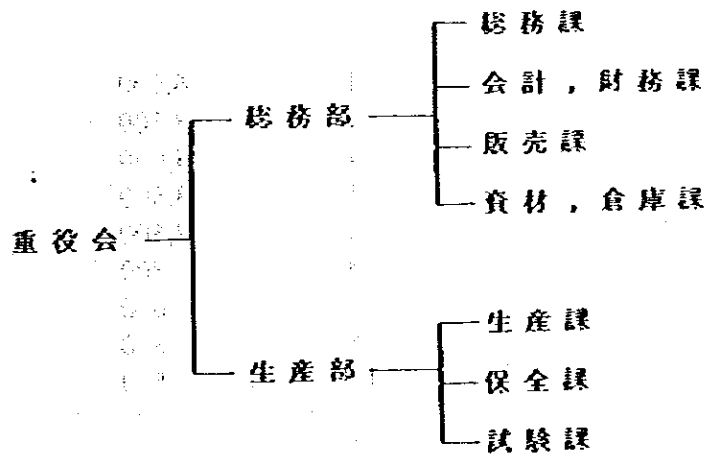 総務課
会計，財務課
総務部
販売課
資材，倉庫課
重役会
生産課
生産部
保全課
試験課